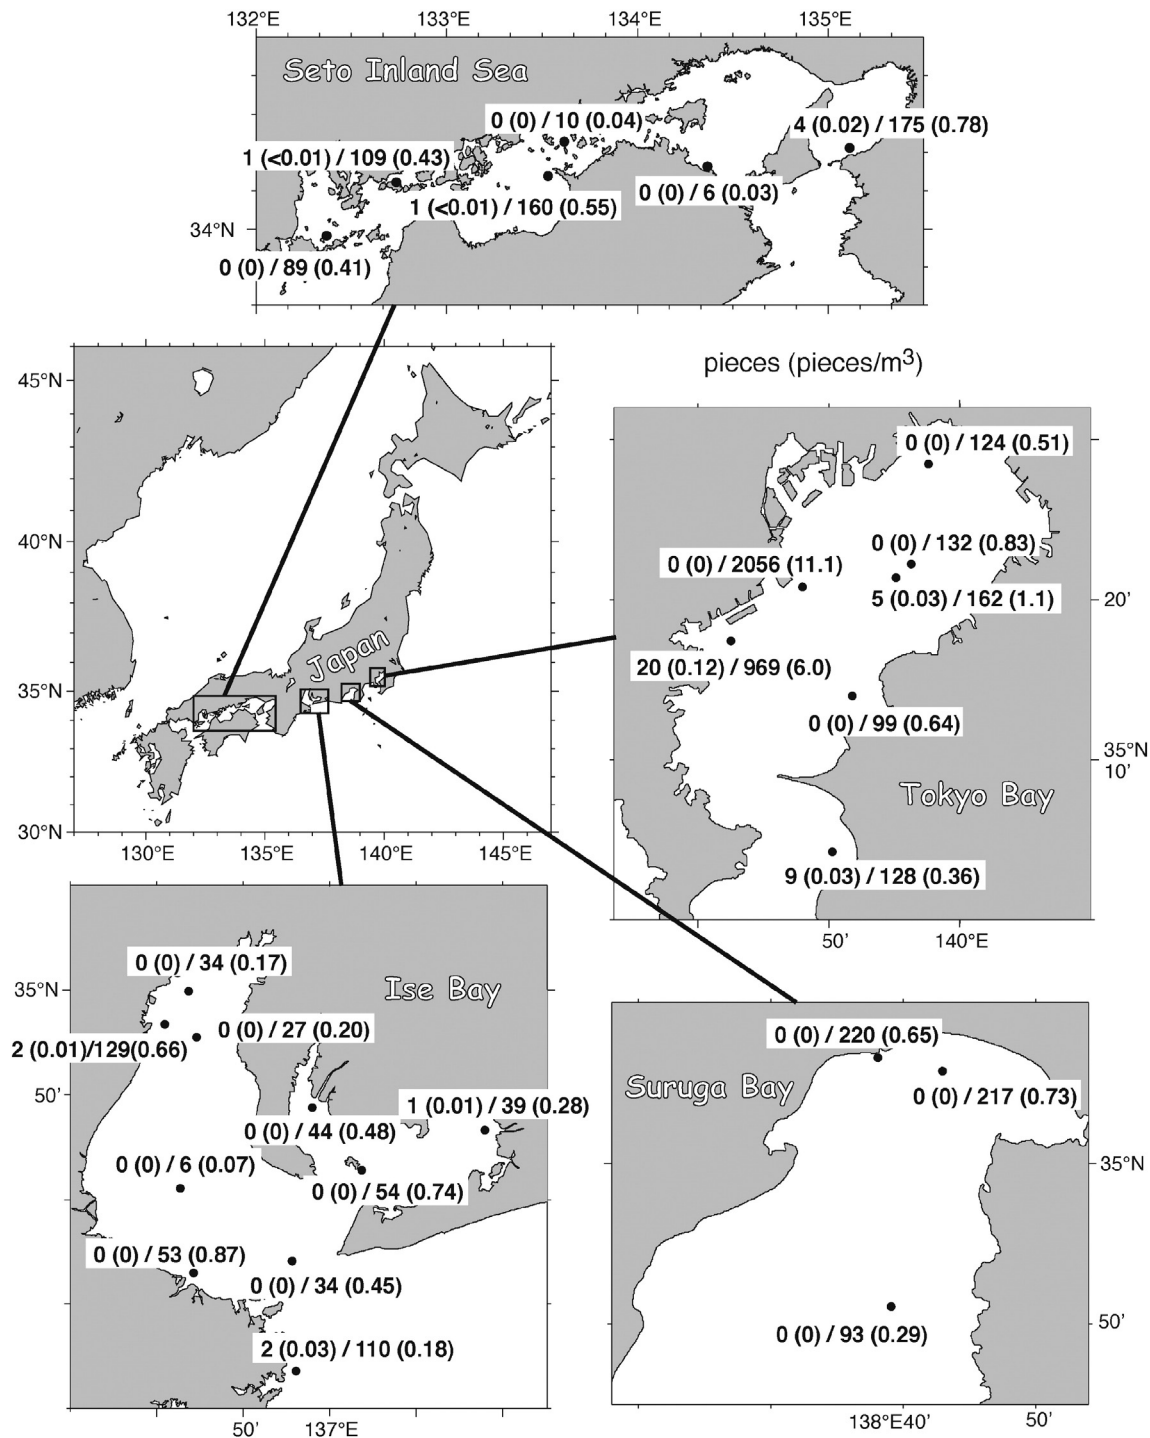 132°E 133°E 134°E 135°E
Seto Inland Sea
0 (0) / 10 (0.04)
4 (0.02) / 175 (0.78)
1 (<0.01) / 109 (0.43)
0 (0) / 6 (0.03)
1 (<0.01) / 160 (0.55)
34°N
0 (0) / 89 (0.41)
pieces (pieces/m³)
45°N
40°N
35°N
30°N
Japan
130°E 135°E 140°E 145°E
0 (0) / 124 (0.51)
0 (0) / 132 (0.83)
0 (0) / 2056 (11.1)
5 (0.03) / 162 (1.1)
20'
20 (0.12) / 969 (6.0)
0 (0) / 99 (0.64)
35°N
10'
Tokyo Bay
9 (0.03) / 128 (0.36)
50' 140°E
0 (0) / 34 (0.17)
Ise Bay
35°N
0 (0) / 27 (0.20)
2 (0.01)/129(0.66)
50'
1 (0.01) / 39 (0.28)
0 (0) / 44 (0.48)
0 (0) / 6 (0.07)
0 (0) / 54 (0.74)
0 (0) / 53 (0.87)
0 (0) / 34 (0.45)
2 (0.03) / 110 (0.18)
50' 137°E
0 (0) / 220 (0.65)
Suruga Bay
0 (0) / 217 (0.73)
35°N
50'
0 (0) / 93 (0.29)
138°E40' 50'